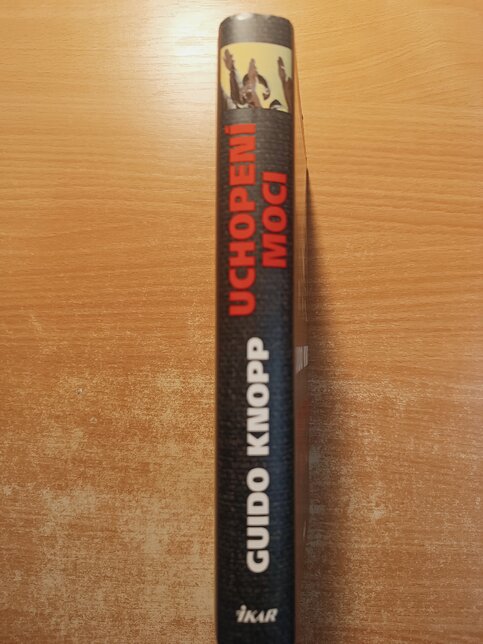 GUIDO KNOPP
UCHOPENÍ
MOCI
IKAR